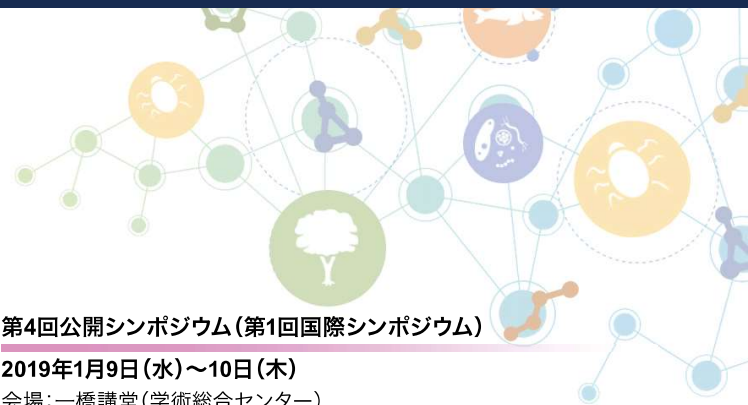 第4回公開シンポジウム（第1回国際シンポジウム）
2019年1月9日（水）～10日（木）
会場：一橋講堂（学術総合センター）